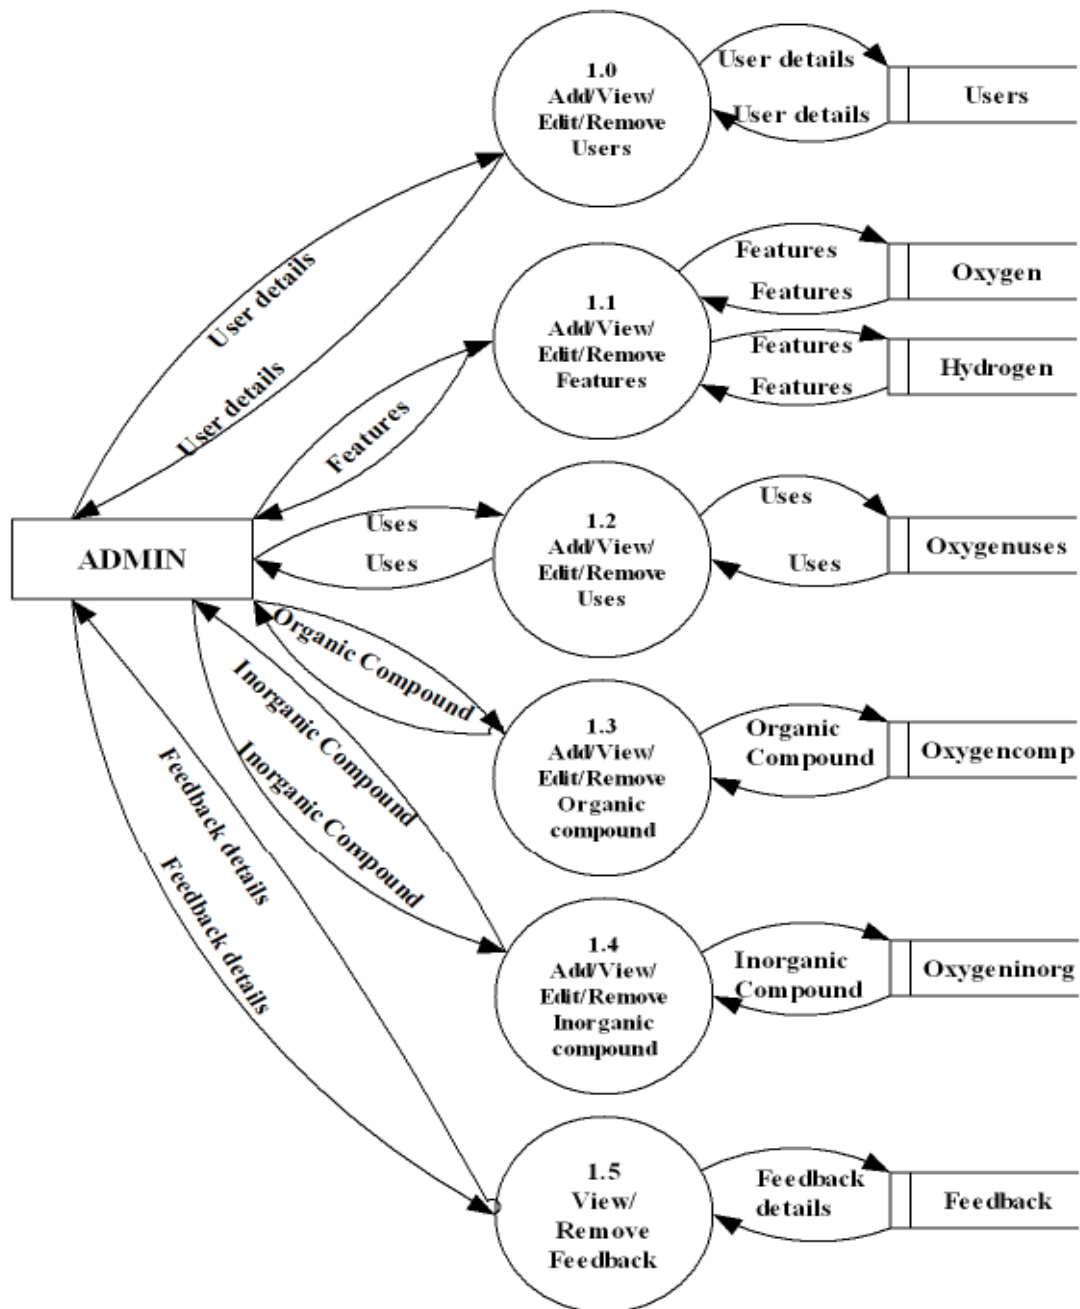 1.0
Add/View/
Edit/Remove
Users
User details
User details
Users
User details
User details
1.1
Add/View/
Edit/Remove
Features
Features
Features
Oxygen
Features
Features
Hydrogen
Features
ADMIN
Uses
Uses
1.2
Add/View/
Edit/Remove
Uses
Uses
Uses
Oxygenuses
Organic Compound
1.3
Add/View/
Edit/Remove
Organic
compound
Organic
Compound
Oxygencomp
Inorganic Compound
Inorganic Compound
1.4
Add/View/
Edit/Remove
Inorganic
compound
Inorganic
Compound
Oxygeninorg
Feedback details
Feedback details
1.5
View/
Remove
Feedback
Feedback
details
Feedback